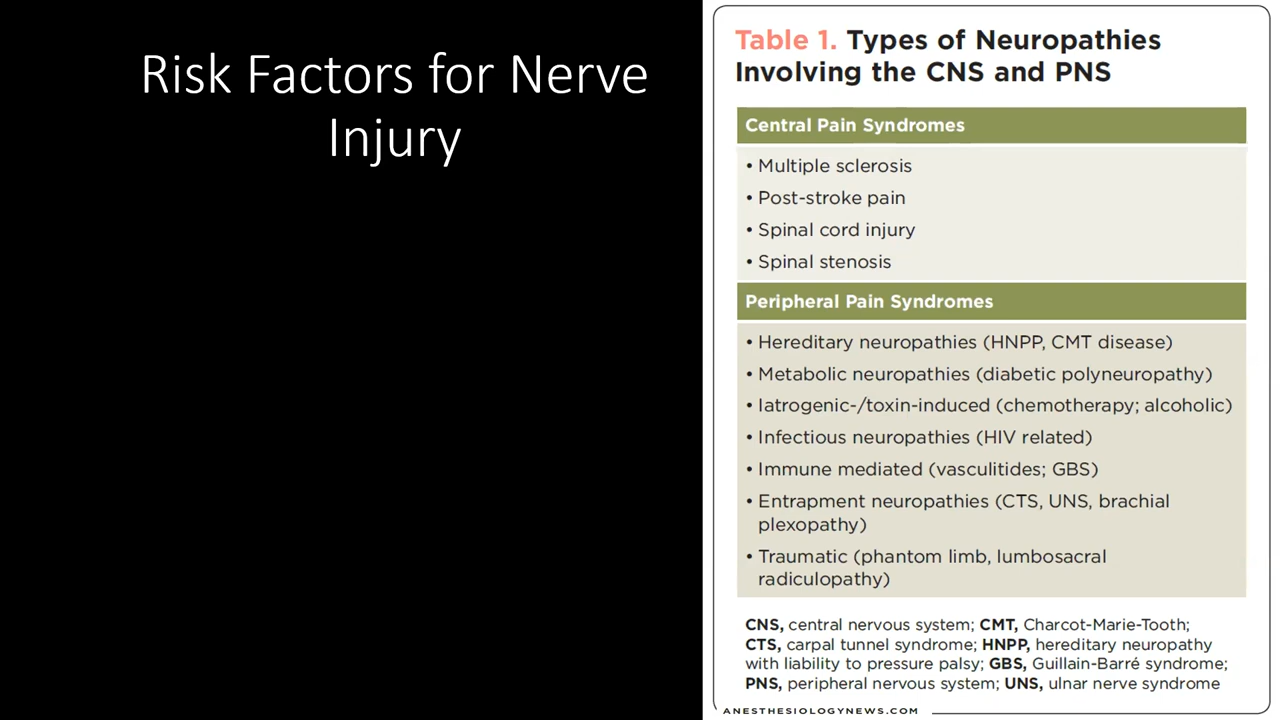 Risk Factors for Nerve
Injury
Table 1. Types of Neuropathies
Involving the CNS and PNS
Central Pain Syndromes
• Multiple sclerosis
• Post-stroke pain
• Spinal cord injury
• Spinal stenosis
Peripheral Pain Syndromes
• Hereditary neuropathies (HNPP, CMT disease)
• Metabolic neuropathies (diabetic polyneuropathy)
• Iatrogenic-/toxin-induced (chemotherapy; alcoholic)
• Infectious neuropathies (HIV related)
• Immune mediated (vasculitides; GBS)
• Entrapment neuropathies (CTS, UNS, brachial
plexopathy)
• Traumatic (phantom limb, lumbosacral
radiculopathy)
CNS, central nervous system; CMT, Charcot-Marie-Tooth;
CTS, carpal tunnel syndrome; HNPP, hereditary neuropathy
with liability to pressure palsy; GBS, Guillain-Barré syndrome;
PNS, peripheral nervous system; UNS, ulnar nerve syndrome
ANESTHESIOLOGYNEWS.COM